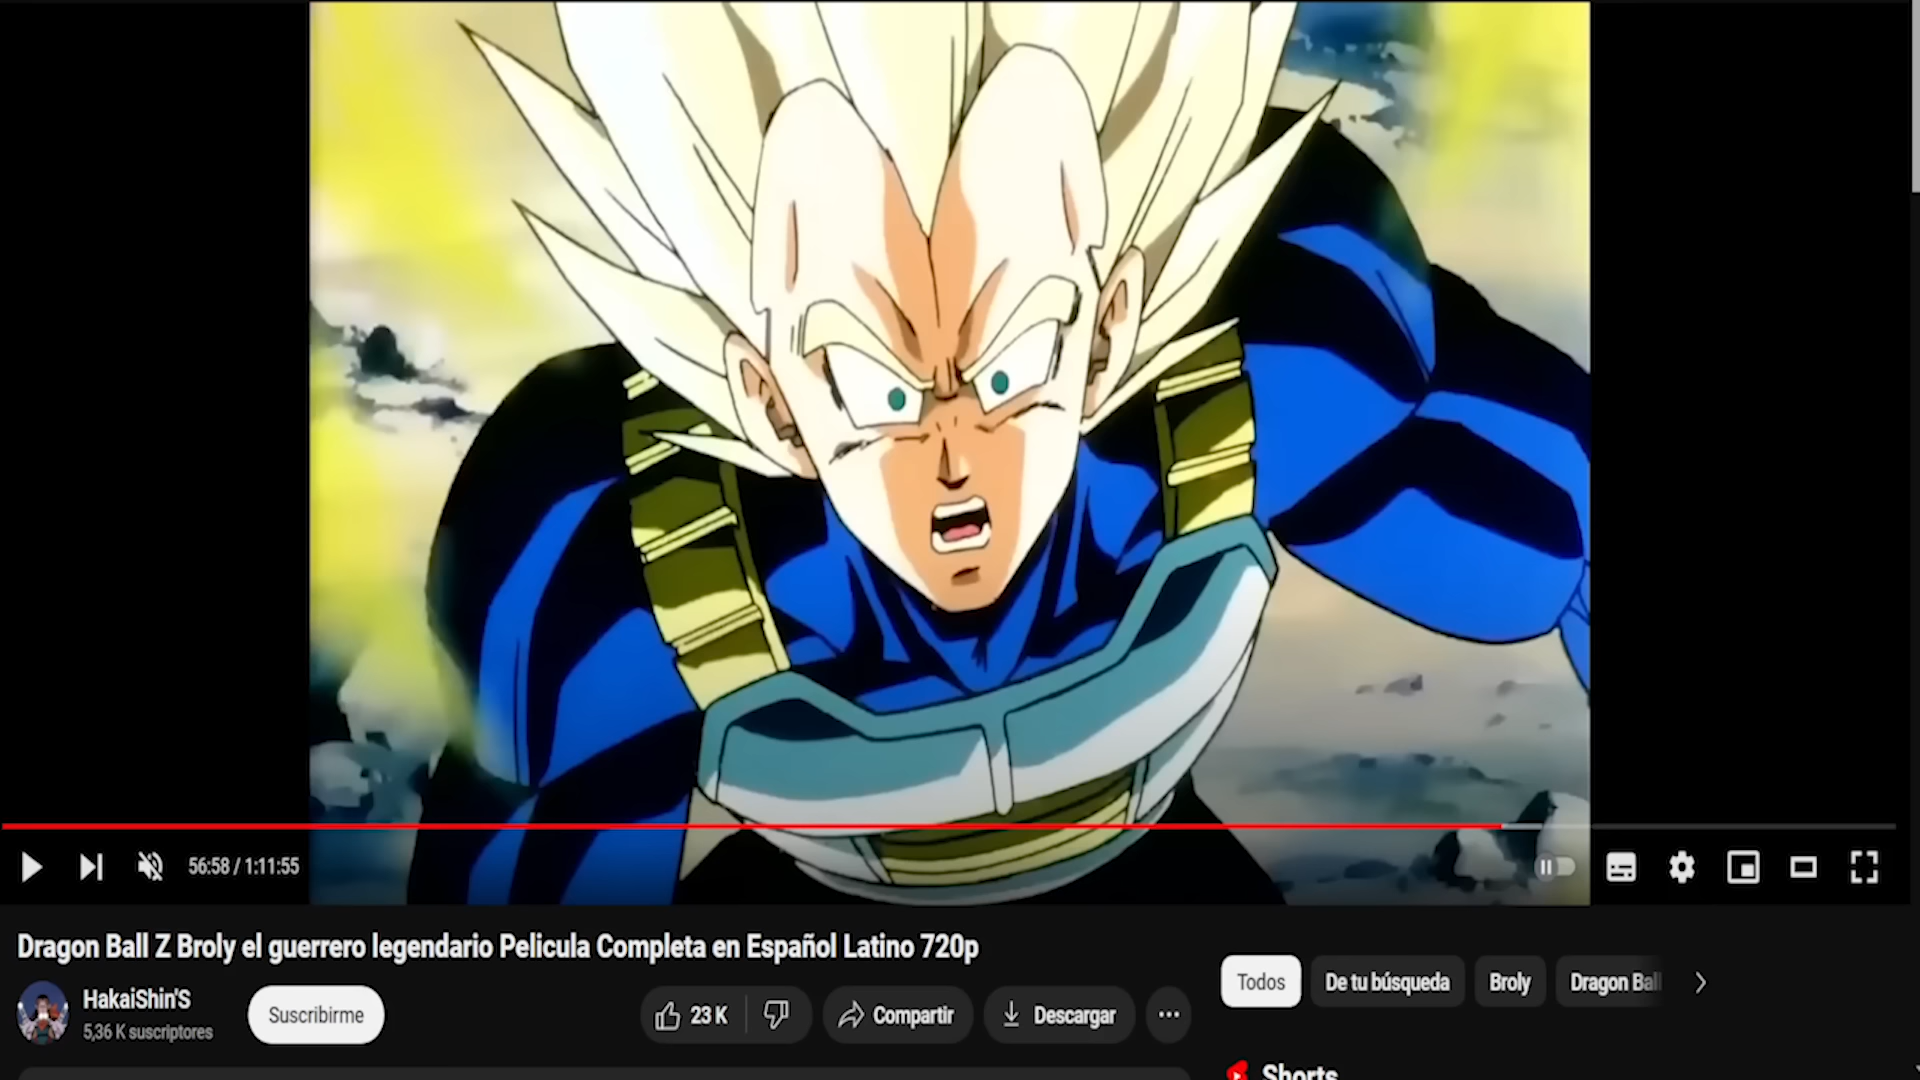 56:58 / 1:11:55
Dragon Ball Z Broly el guerrero legendario Pelicula Completa en Español Latino 720p
HakaiShin'S
5,36 K suscriptores
Suscribirme
23 K
Compartir
Descargar
Todos
De tu búsqueda
Broly
Dragon Ball
Shorts